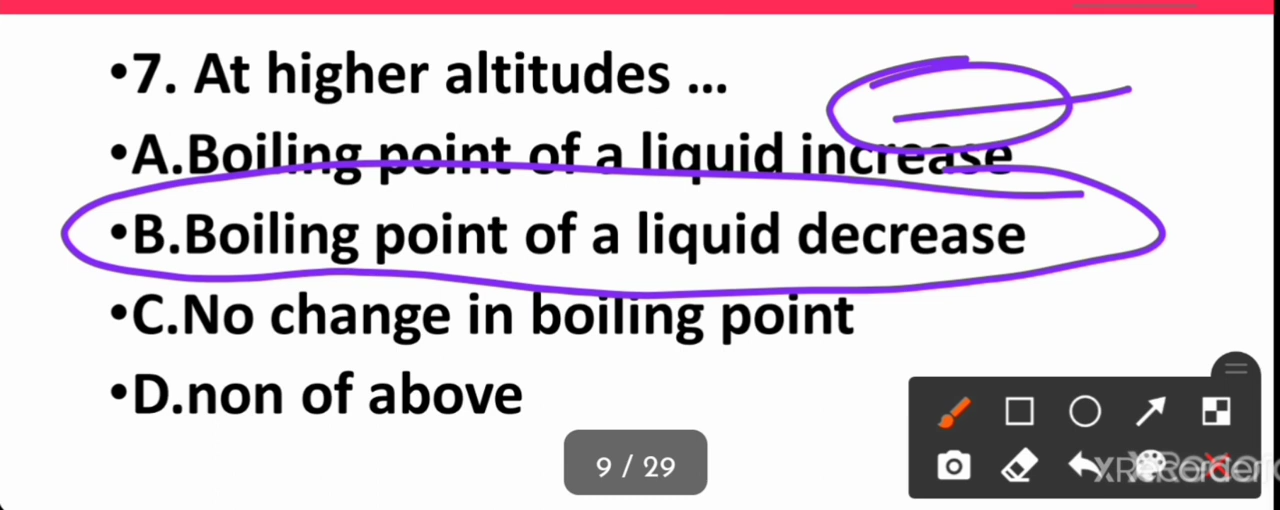 •7. At higher altitudes ...
•A.Boiling point of a liquid increase
•B.Boiling point of a liquid decrease
•C.No change in boiling point
•D.non of above
9 / 29